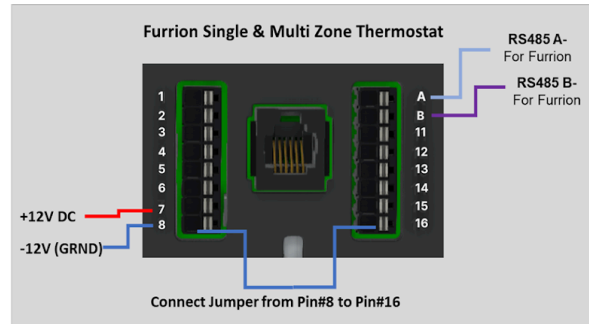 Furrion Single & Multi Zone Thermostat
RS485 A-
For Furrion
RS485 B-
For Furrion
1
2
3
4
5
6
7
8
A
B
11
12
13
14
15
16
+12V DC
-12V (GRND)
Connect Jumper from Pin#8 to Pin#16